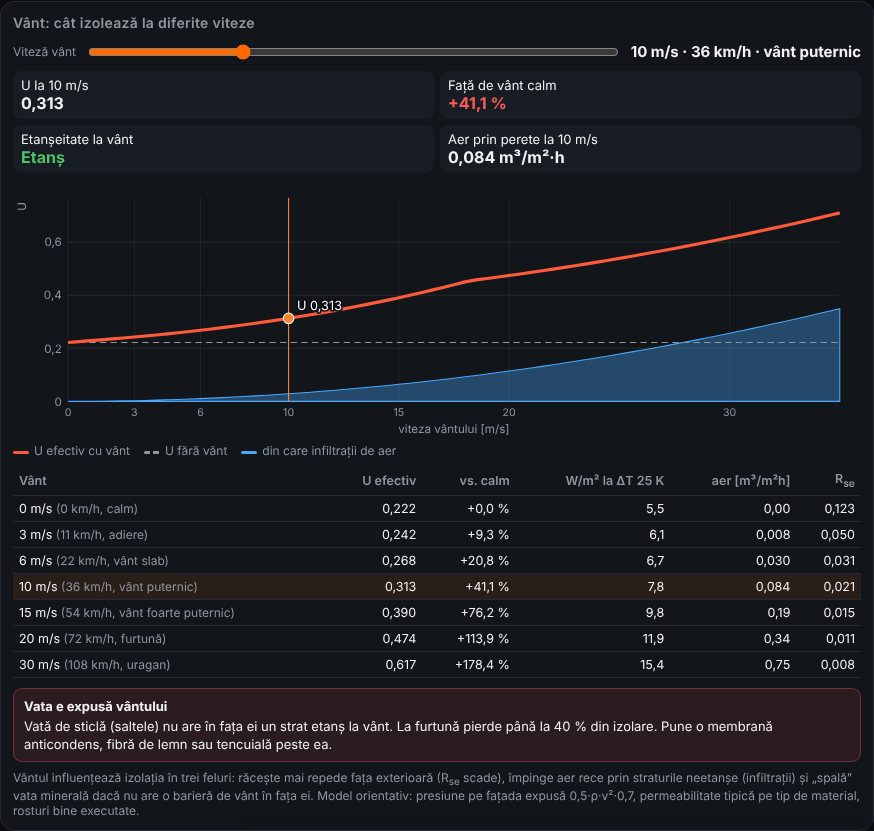 Vânt: cât izolează la diferite viteze
Viteză vânt 10 m/s · 36 km/h · vânt puternic
U la 10 m/s
0,313
Față de vânt calm
+41,1 %
Etanșeitate la vânt
Etanș
Aer prin perete la 10 m/s
0,084 m³/m²·h
U
0,6
0,4
0,2
0
U 0,313
0 3 6 10 15 20 30
viteza vântului [m/s]
U efectiv cu vânt U fără vânt din care infiltrații de aer
Vânt U efectiv vs. calm W/m² la ΔT 25 K aer [m³/m²h] Rse
0 m/s (0 km/h, calm) 0,222 +0,0 % 5,5 0,00 0,123
3 m/s (11 km/h, adiere) 0,242 +9,3 % 6,1 0,008 0,050
6 m/s (22 km/h, vânt slab) 0,268 +20,8 % 6,7 0,030 0,031
10 m/s (36 km/h, vânt puternic) 0,313 +41,1 % 7,8 0,084 0,021
15 m/s (54 km/h, vânt foarte puternic) 0,390 +76,2 % 9,8 0,19 0,015
20 m/s (72 km/h, furtună) 0,474 +113,9 % 11,9 0,34 0,011
30 m/s (108 km/h, uragan) 0,617 +178,4 % 15,4 0,75 0,008
Vata e expusă vântului
Vată de sticlă (saltele) nu are în fața ei un strat etanș la vânt. La furtună pierde până la 40 % din izolare. Pune o membrană
anticondens, fibră de lemn sau tencuială peste ea.
Vântul influențează izolația în trei feluri: răcește mai repede fața exterioară (Rse scade), împinge aer rece prin straturile neetanșe (infiltrații) și „spală”
vata minerală dacă nu are o barieră de vânt în fața ei. Model orientativ: presiune pe fațada expusă 0,5·ρ·v²·0,7, permeabilitate tipică pe tip de material,
rosturi bine executate.